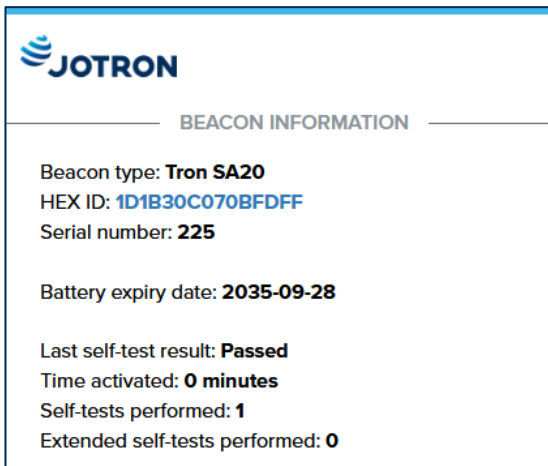 JOTRON
BEACON INFORMATION
Beacon type: Tron SA20
HEX ID: 1D1B30C070BFDFF
Serial number: 225
Battery expiry date: 2035-09-28
Last self-test result: Passed
Time activated: 0 minutes
Self-tests performed: 1
Extended self-tests performed: 0